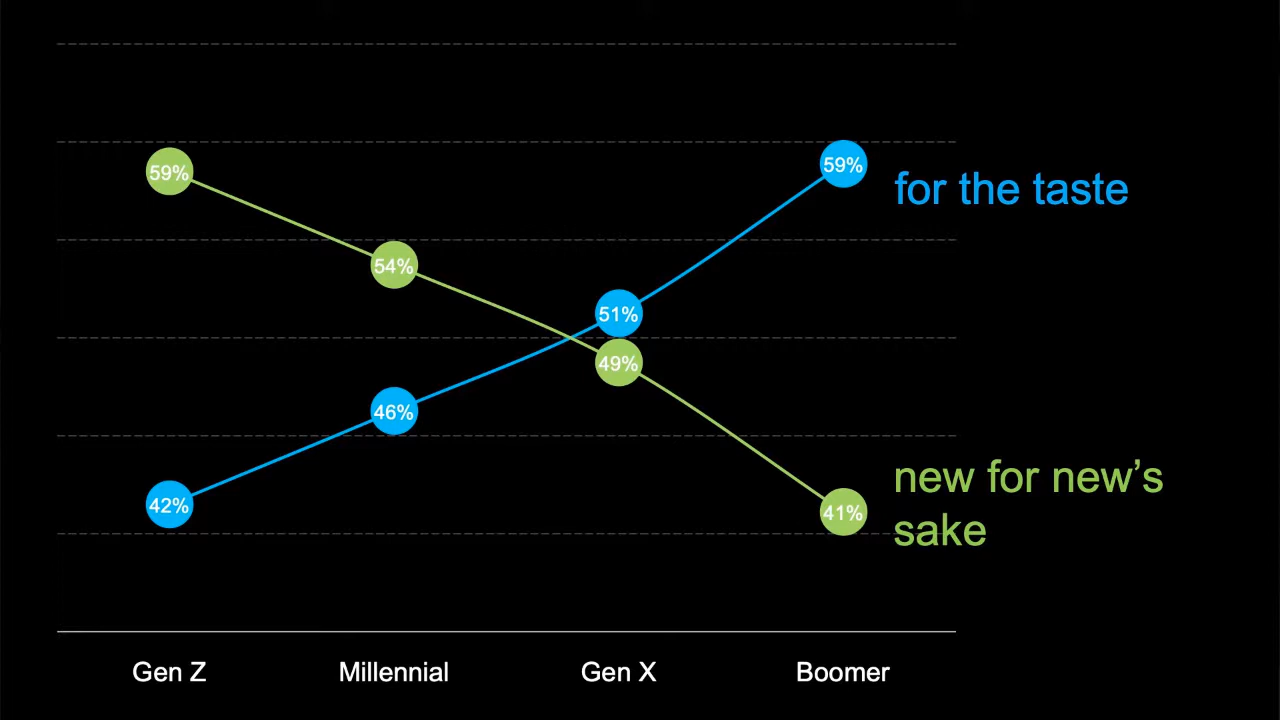 59%
59%
for the taste
54%
51%
49%
46%
new for new’s
sake
42%
41%
Gen Z
Millennial
Gen X
Boomer